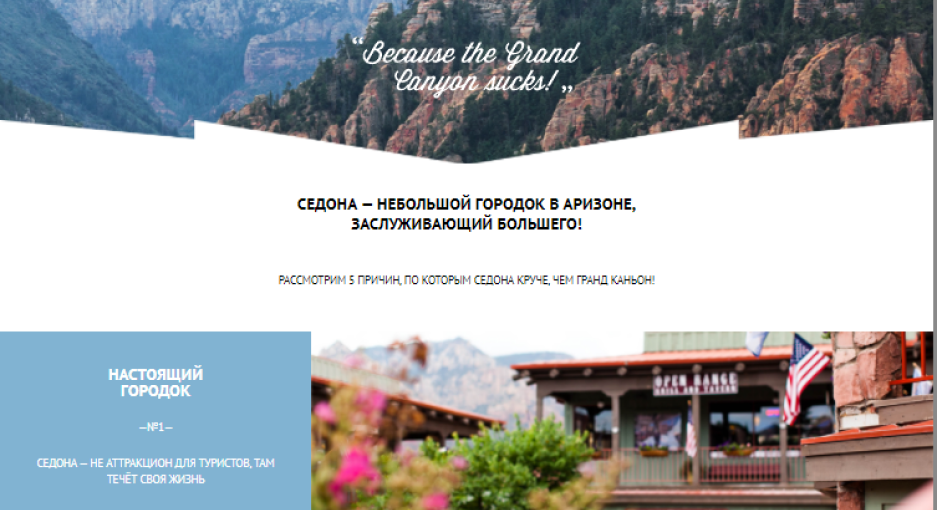 “Because the Grand
Canyon sucks! „
СЕДОНА — НЕБОЛЬШОЙ ГОРОДОК В АРИЗОНЕ,
ЗАСЛУЖИВАЮЩИЙ БОЛЬШЕГО!
РАССМОТРИМ 5 ПРИЧИН, ПО КОТОРЫМ СЕДОНА КРУЧЕ, ЧЕМ ГРАНД КАНЬОН!
НАСТОЯЩИЙ
ГОРОДОК
—№1—
СЕДОНА — НЕ АТТРАКЦИОН ДЛЯ ТУРИСТОВ, ТАМ
ТЕЧЁТ СВОЯ ЖИЗНЬ
OPEN RANGE
GRILL AND TAVERN